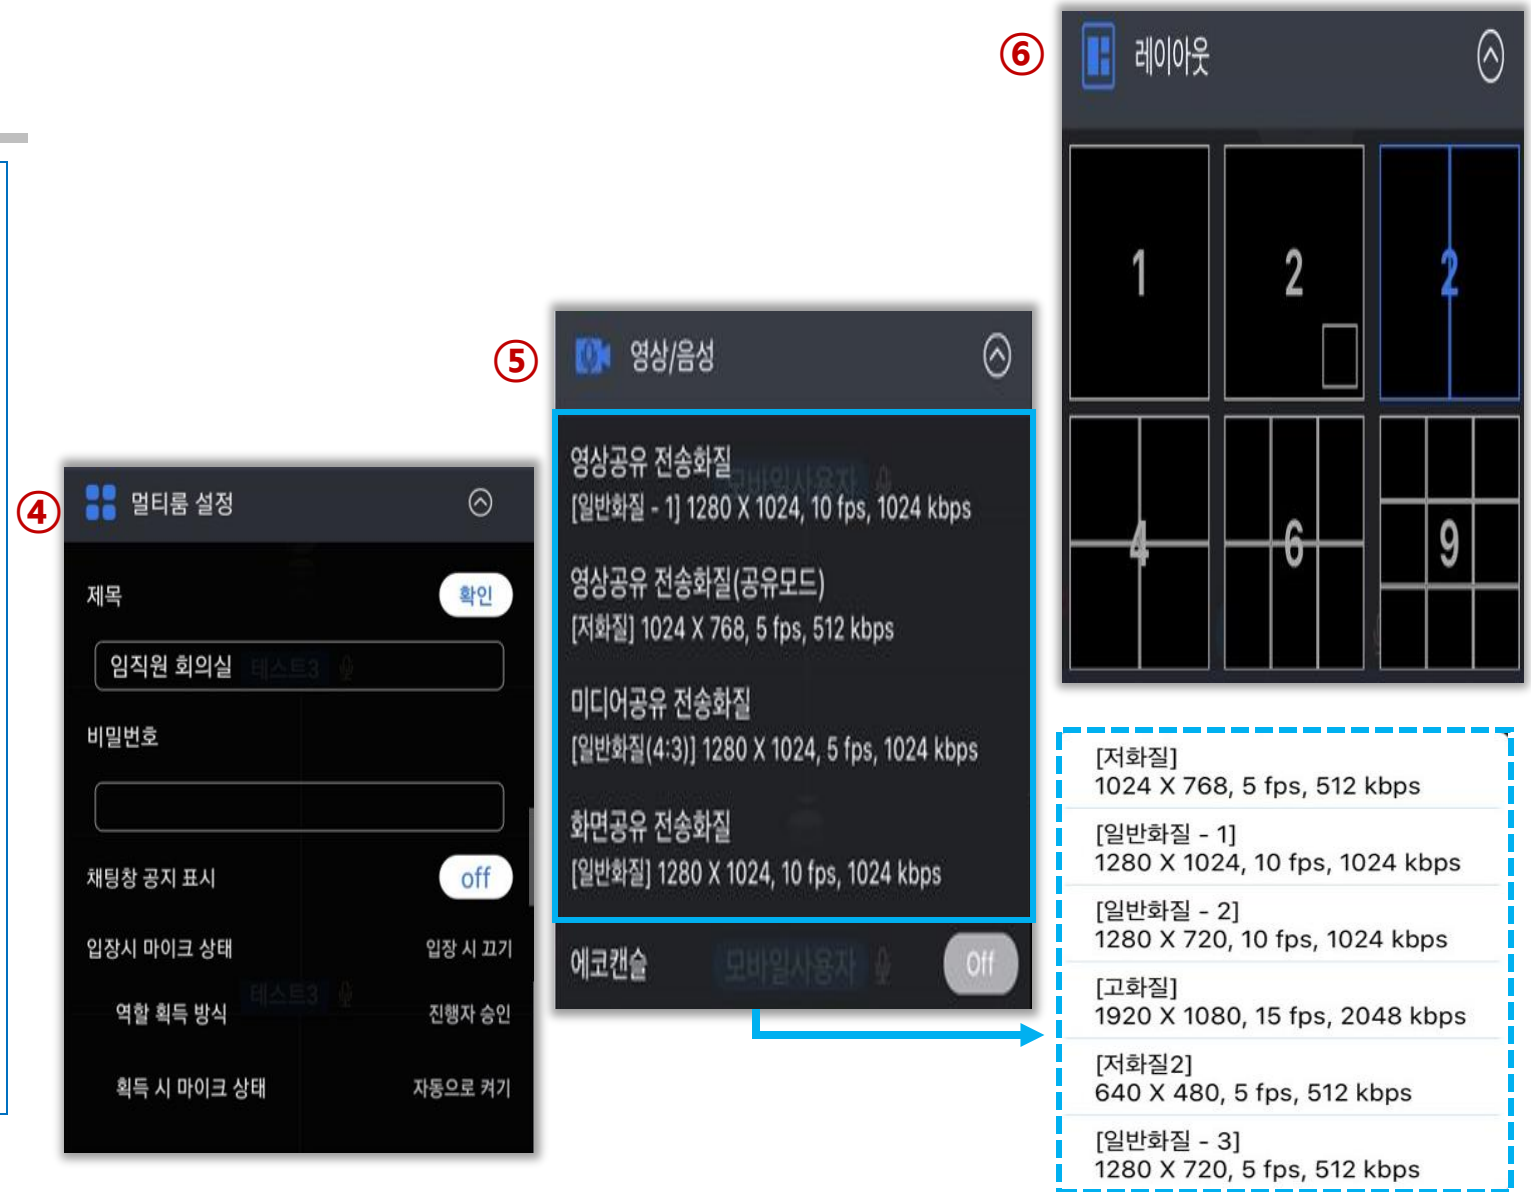 ④
멀티룸 설정
제목
확인
임직원 회의실
테스트3
비밀번호
채팅창 공지 표시
off
입장시 마이크 상태
입장 시 끄기
테스트3
역할 획득 방식
진행자 승인
획득 시 마이크 상태
자동으로 켜기
⑤
영상/음성
영상공유 전송화질
모바일사용자
[일반화질 - 1] 1280 X 1024, 10 fps, 1024 kbps
영상공유 전송화질(공유모드)
[저화질] 1024 X 768, 5 fps, 512 kbps
미디어공유 전송화질
[일반화질(4:3)] 1280 X 1024, 5 fps, 1024 kbps
화면공유 전송화질
[일반화질] 1280 X 1024, 10 fps, 1024 kbps
에코캔슬
모바일사용자
Off
⑥
레이아웃
1
2
2
4
6
9
[저화질]
1024 X 768, 5 fps, 512 kbps
[일반화질 - 1]
1280 X 1024, 10 fps, 1024 kbps
[일반화질 - 2]
1280 X 720, 10 fps, 1024 kbps
[고화질]
1920 X 1080, 15 fps, 2048 kbps
[저화질2]
640 X 480, 5 fps, 512 kbps
[일반화질 - 3]
1280 X 720, 5 fps, 512 kbps